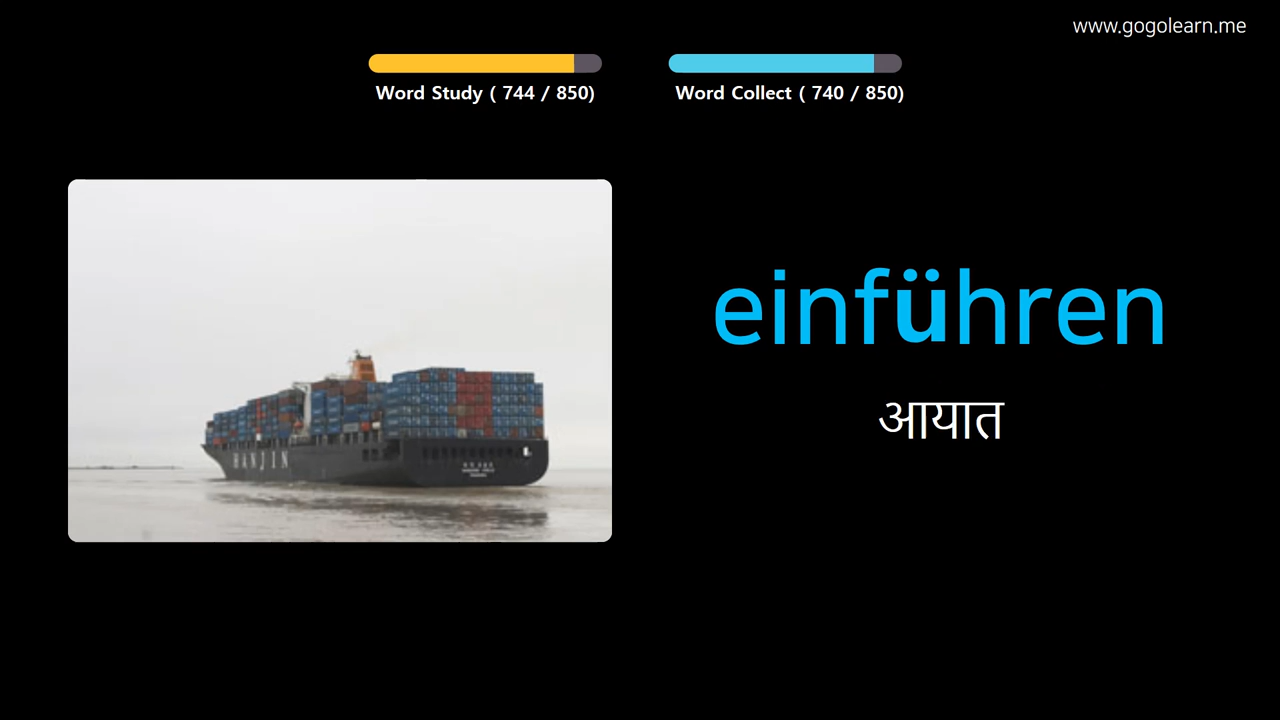 www.gogolearn.me
Word Study ( 744 / 850)
Word Collect ( 740 / 850)
einführen
आयात
HANJIN